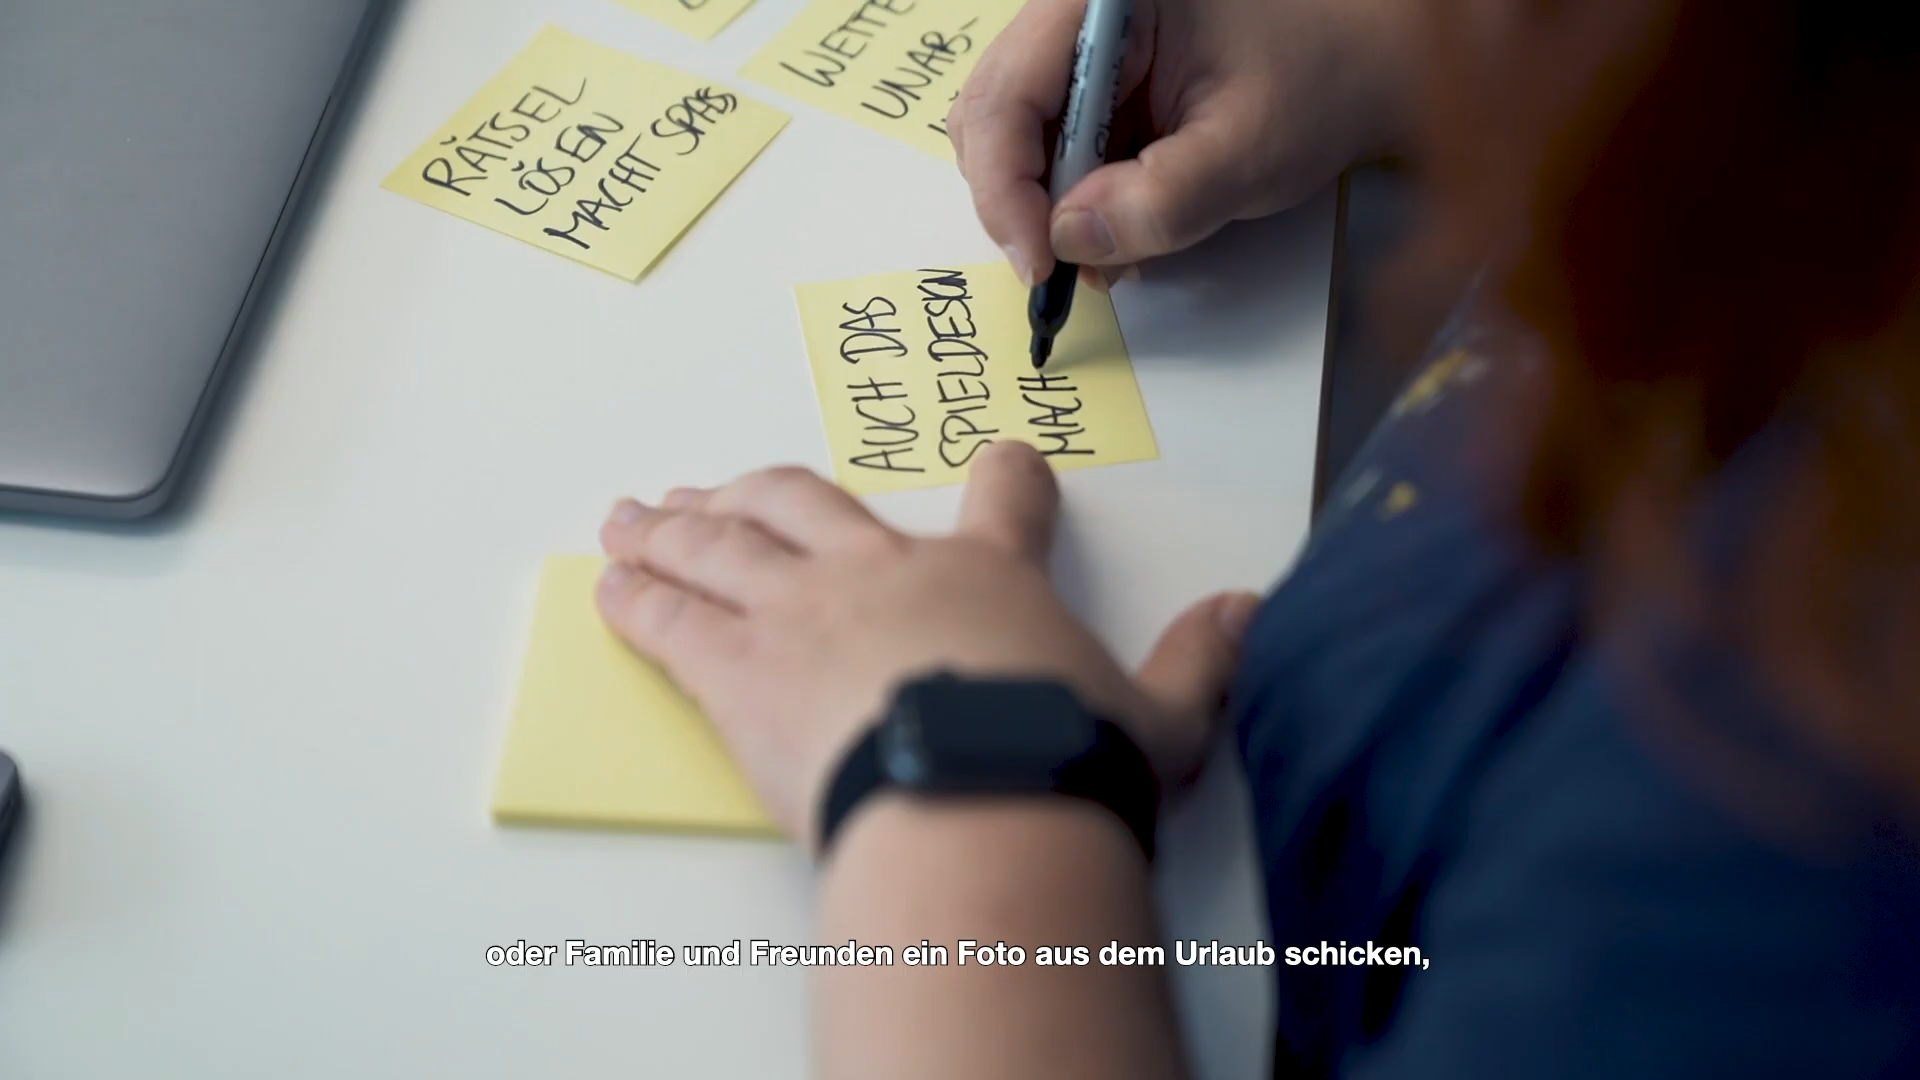 RÄTSEL
LÖSEN
MACHT SPAß
WETTE
UNAB-
AUCH DAS
SPIELDESIGN
MACH
oder Familie und Freunden ein Foto aus dem Urlaub schicken,